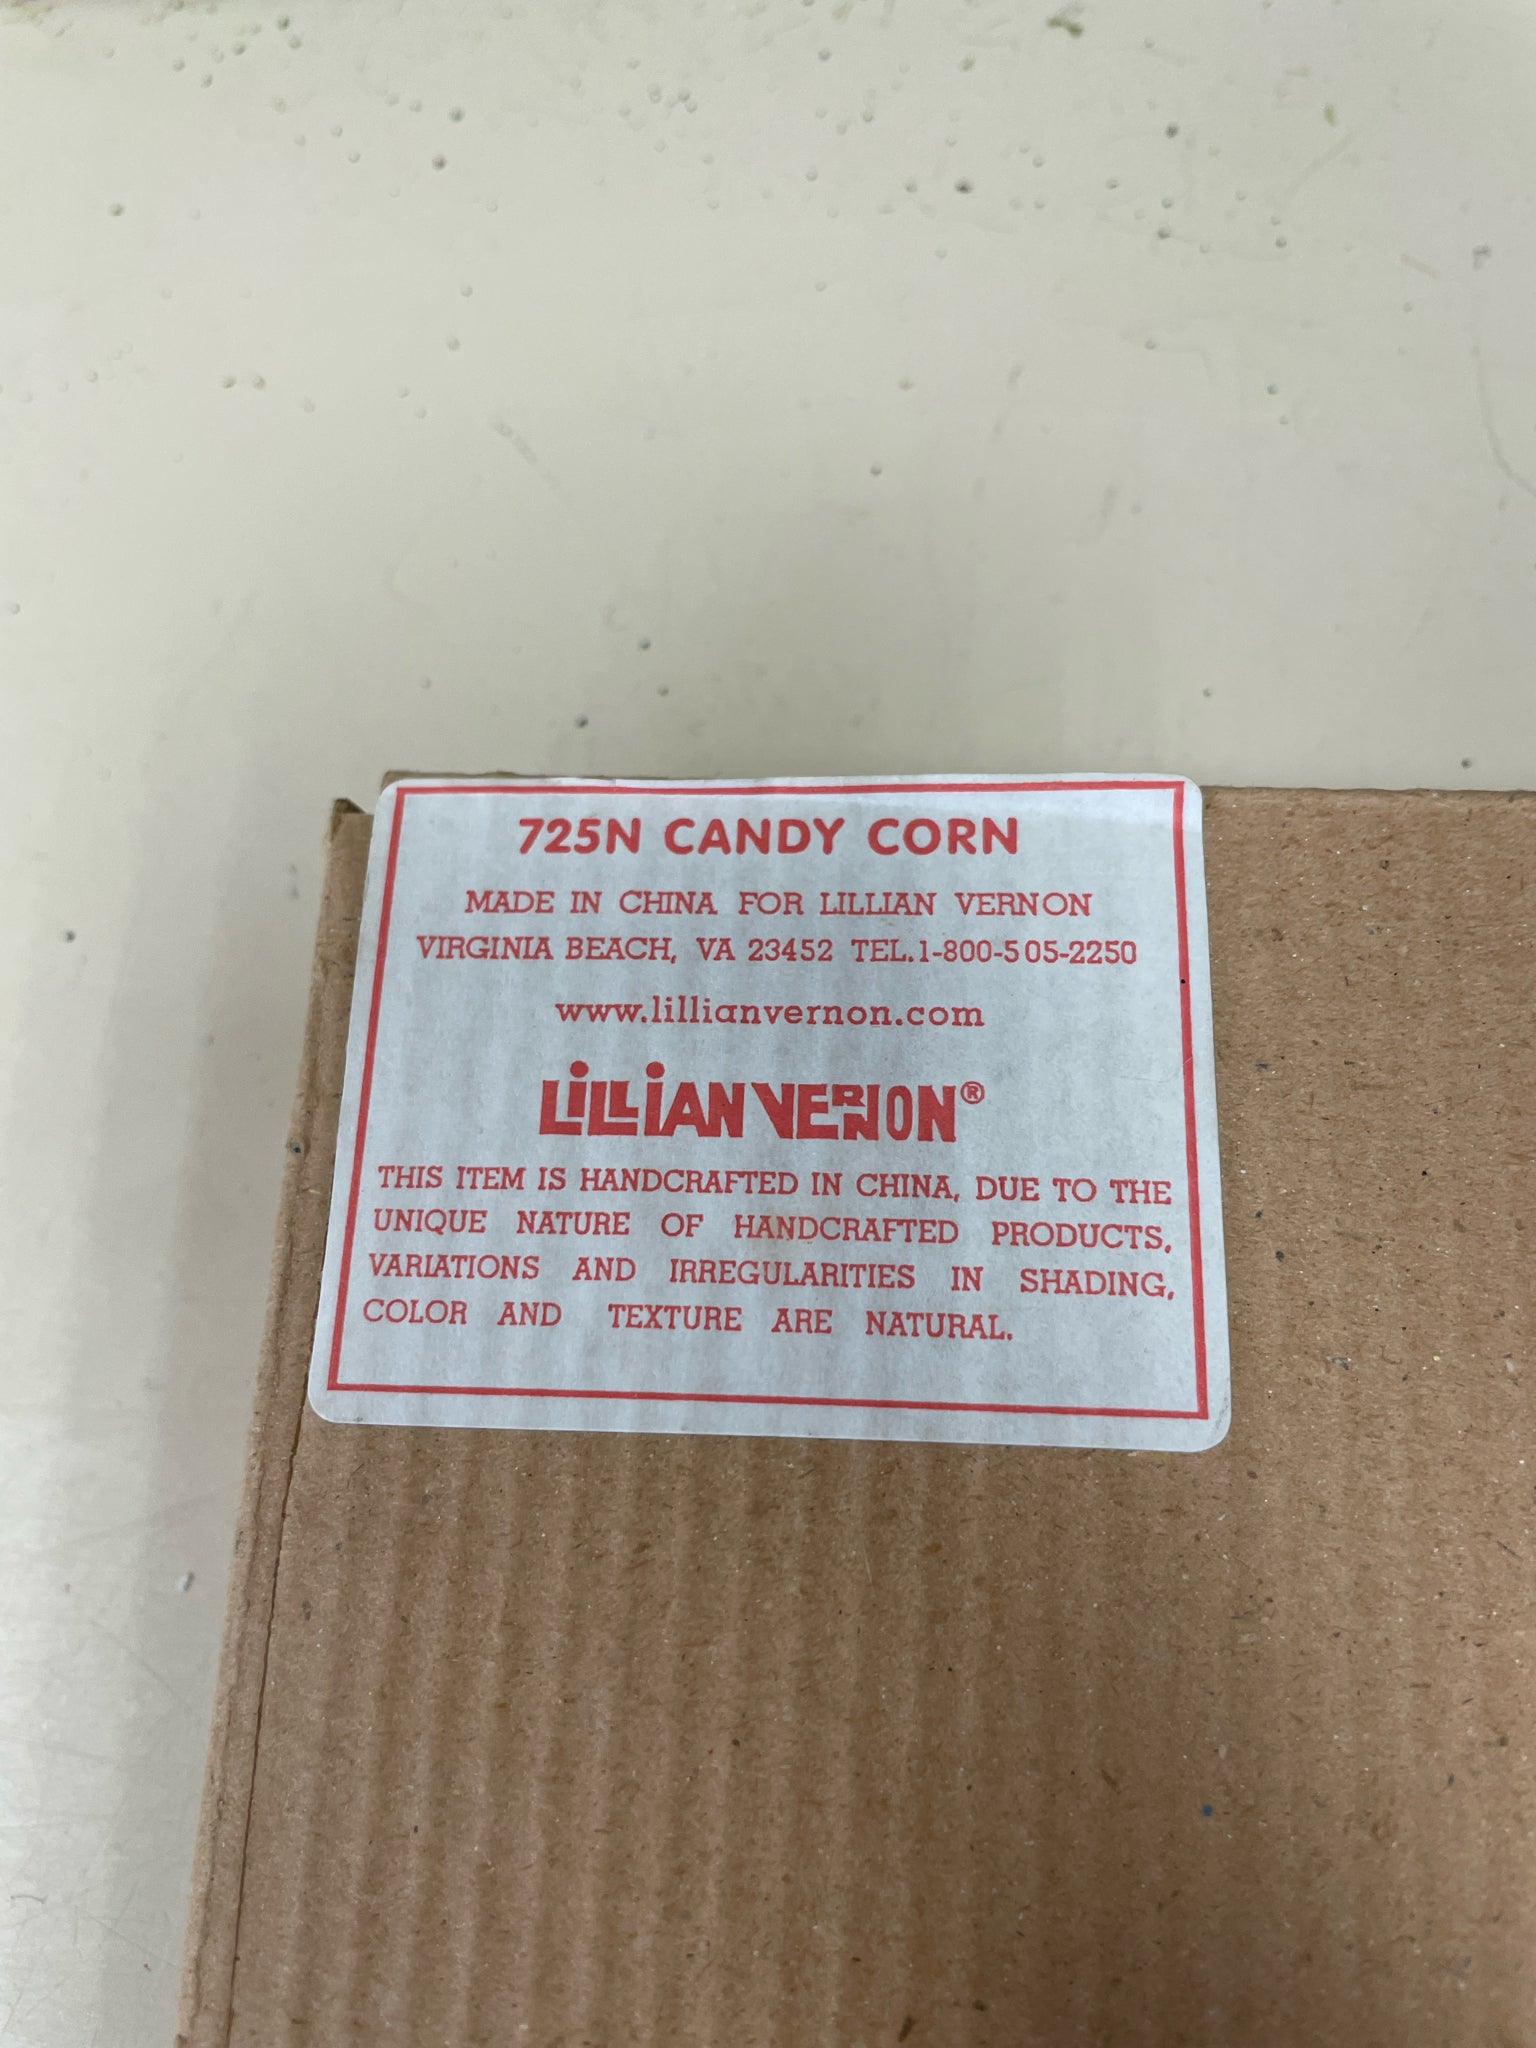 725N CANDY CORN
MADE IN CHINA FOR LILLIAN VERNON
VIRGINIA BEACH, VA 23452 TEL.1-800-505-2250
www.lillianvernon.com
LILLIAN VERNON®
THIS ITEM IS HANDCRAFTED IN CHINA, DUE TO THE
UNIQUE NATURE OF HANDCRAFTED PRODUCTS,
VARIATIONS AND IRREGULARITIES IN SHADING,
COLOR AND TEXTURE ARE NATURAL.